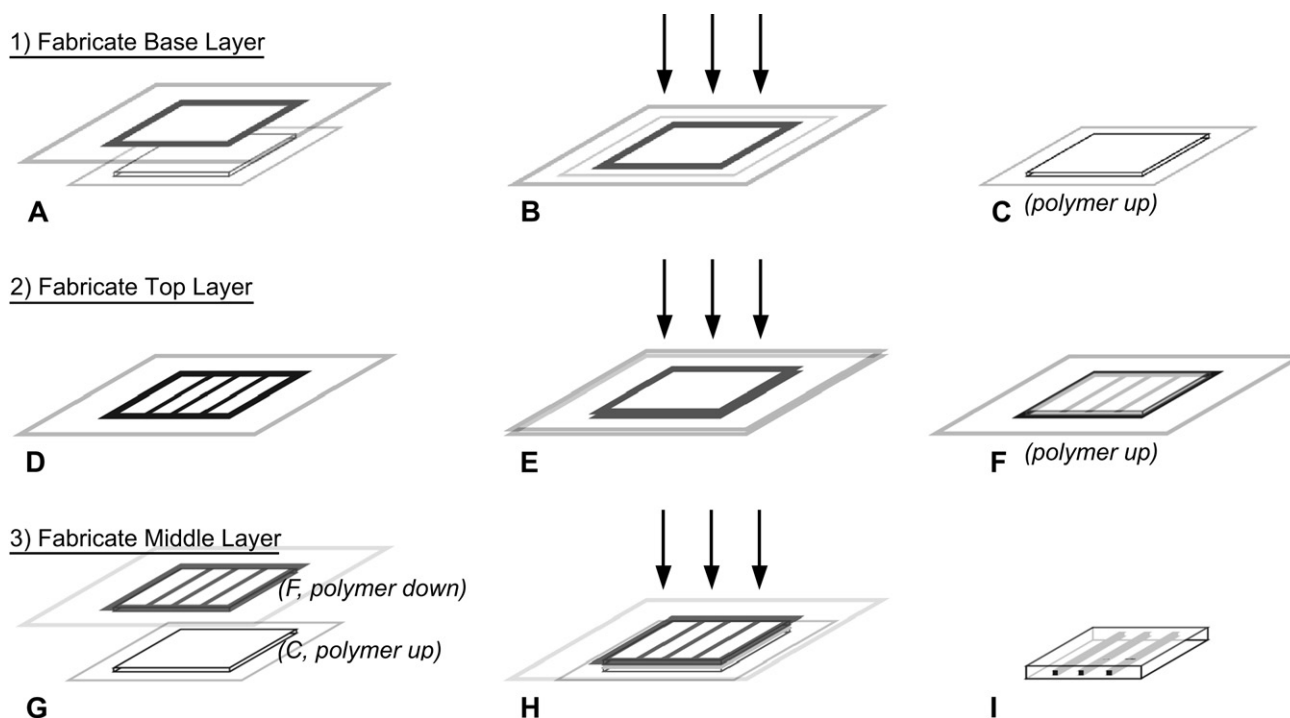 1) Fabricate Base Layer
A
B
C (polymer up)
2) Fabricate Top Layer
D
E
F (polymer up)
3) Fabricate Middle Layer
(F, polymer down)
(C, polymer up)
G
H
I